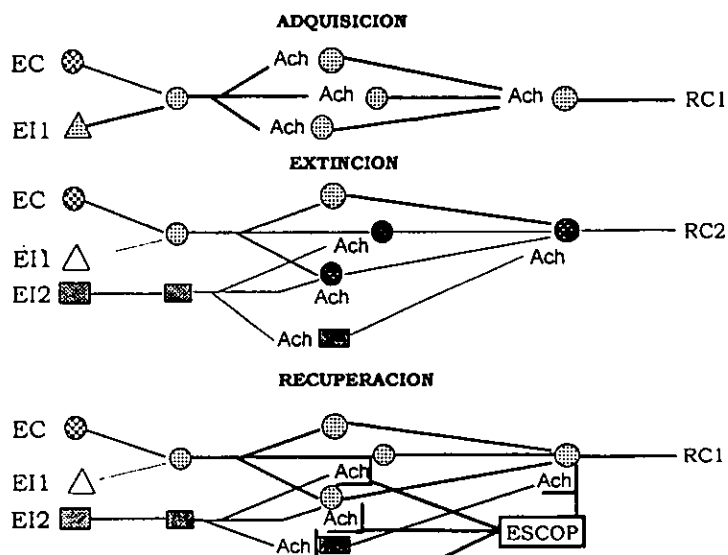 ADQUISICION
EC
Ach
Ach
Ach
RC1
EI1
Ach
EXTINCION
EC
RC2
Ach
Ach
EI1
EI2
Ach
Ach
RECUPERACION
EC
RC1
EI1
Ach
Ach
EI2
Ach
ESCOP
Ach